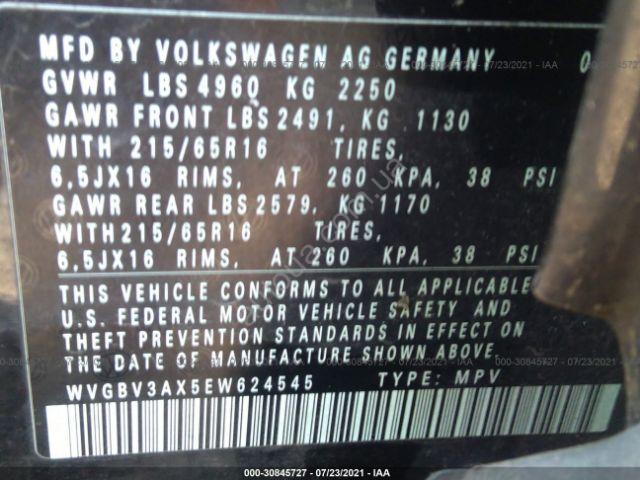 MFD BY VOLKSWAGEN AG GERMANY 0
GVWR LBS 4960 KG 2250
GAWR FRONT LBS 2491, KG 1130
WITH 215/65R16 TIRES,
6,5JX16 RIMS, AT 260 KPA, 38 PSI
GAWR REAR LBS 2579, KG 1170
WITH 215/65R16 TIRES,
6,5JX16 RIMS, AT 260 KPA, 38 PSI
THIS VEHICLE CONFORMS TO ALL APPLICABLE
U.S. FEDERAL MOTOR VEHICLE SAFETY AND
THEFT PREVENTION STANDARDS IN EFFECT ON
THE DATE OF MANUFACTURE SHOWN ABOVE.
WVGBV3AX5EW624545 TYPE: MPV
000-30845727 - 07/23/2021 - IAA